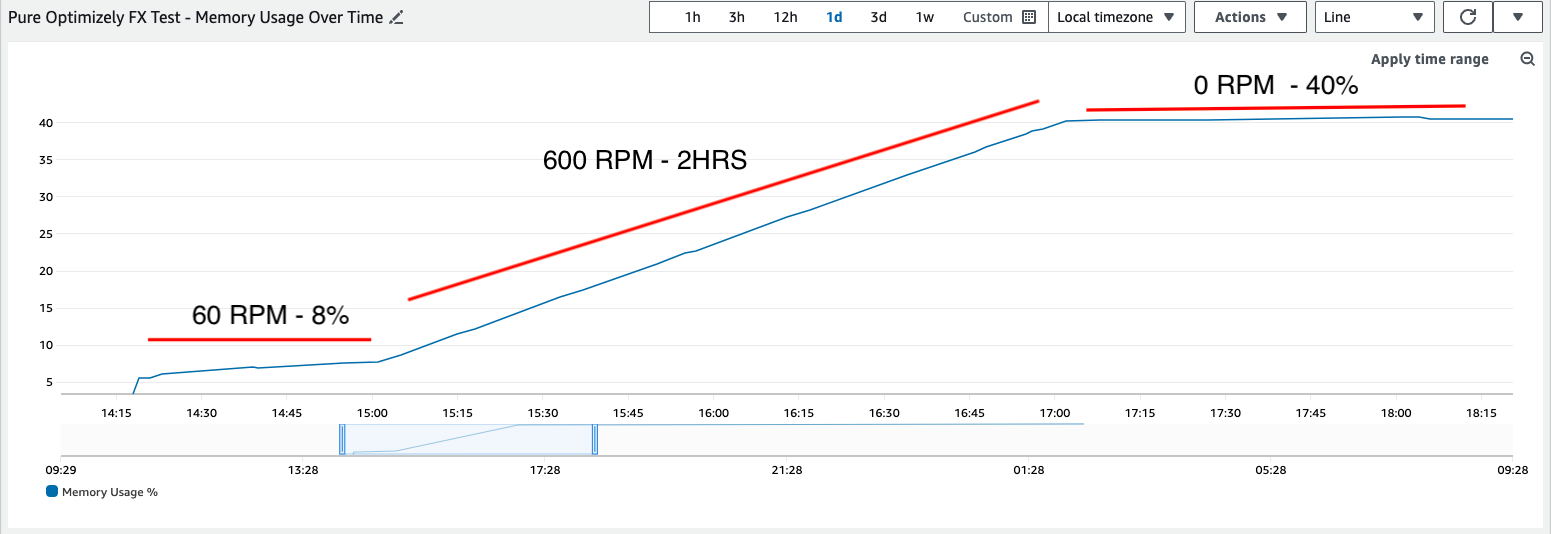 Pure Optimizely FX Test - Memory Usage Over Time
1h 3h 12h 1d 3d 1w Custom Local timezone Actions Line
Apply time range
0 RPM - 40%
600 RPM - 2HRS
60 RPM - 8%
40
35
30
25
20
15
10
5
14:15 14:30 14:45 15:00 15:15 15:30 15:45 16:00 16:15 16:30 16:45 17:00 17:15 17:30 17:45 18:00 18:15
09:29 13:28 17:28 21:28 01:28 05:28 09:28
Memory Usage %